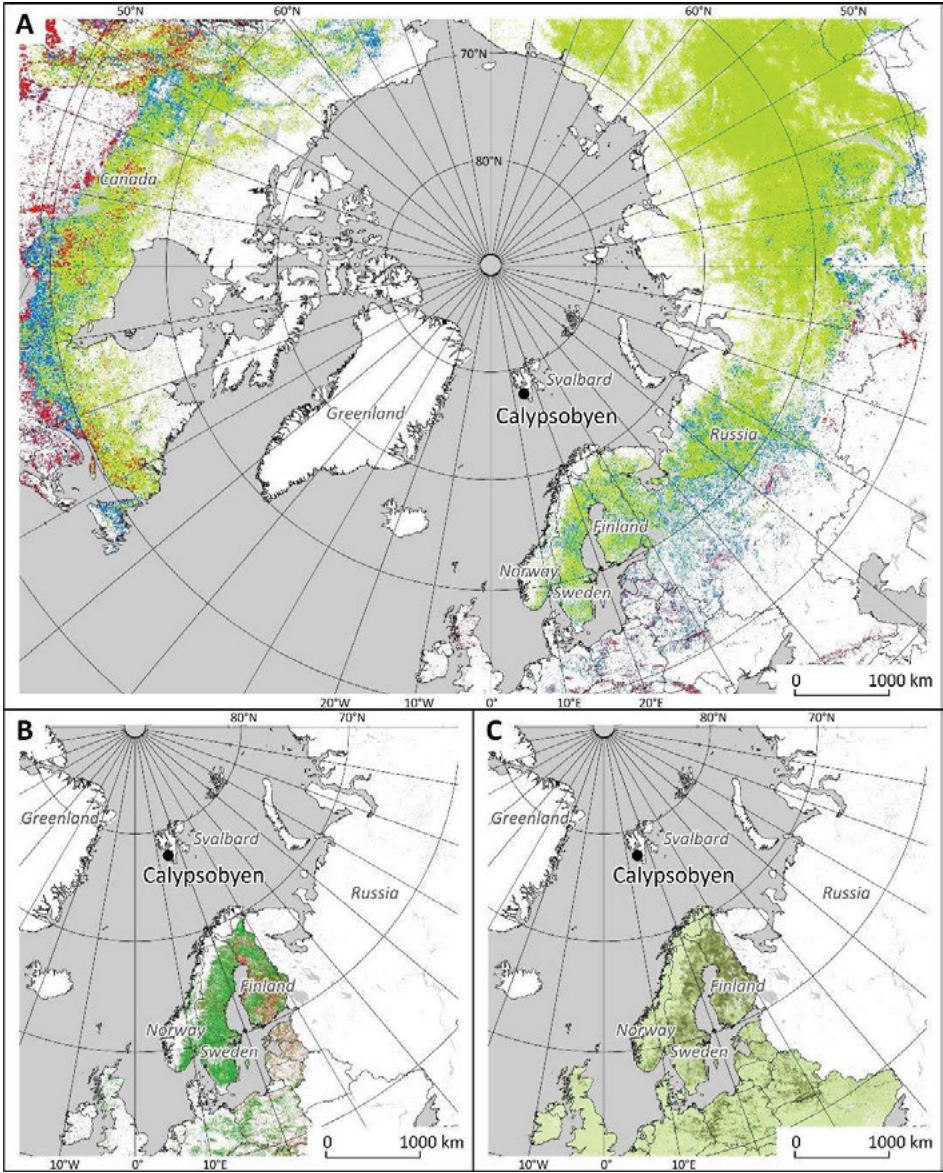 50°N
60°N
60°N
50°N
A
70°N
80°N
Canada
Greenland
Svalbard
Calypsobyen
Russia
Finland
Norway
Sweden
0 1000 km
20°W
10°W
0°
10°E
20°E
B
80°N
70°N
Greenland
Svalbard
Calypsobyen
Russia
Finland
Norway
Sweden
0 1000 km
10°W
0°
10°E
C
80°N
70°N
Greenland
Svalbard
Calypsobyen
Russia
Finland
Norway
Sweden
0 1000 km
10°W
0°
10°E